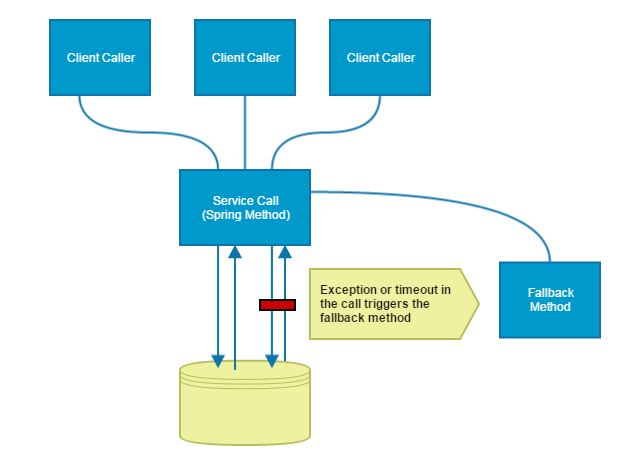 Client Caller
Client Caller
Client Caller
Service Call
(Spring Method)
Exception or timeout in
the call triggers the
fallback method
Fallback
Method